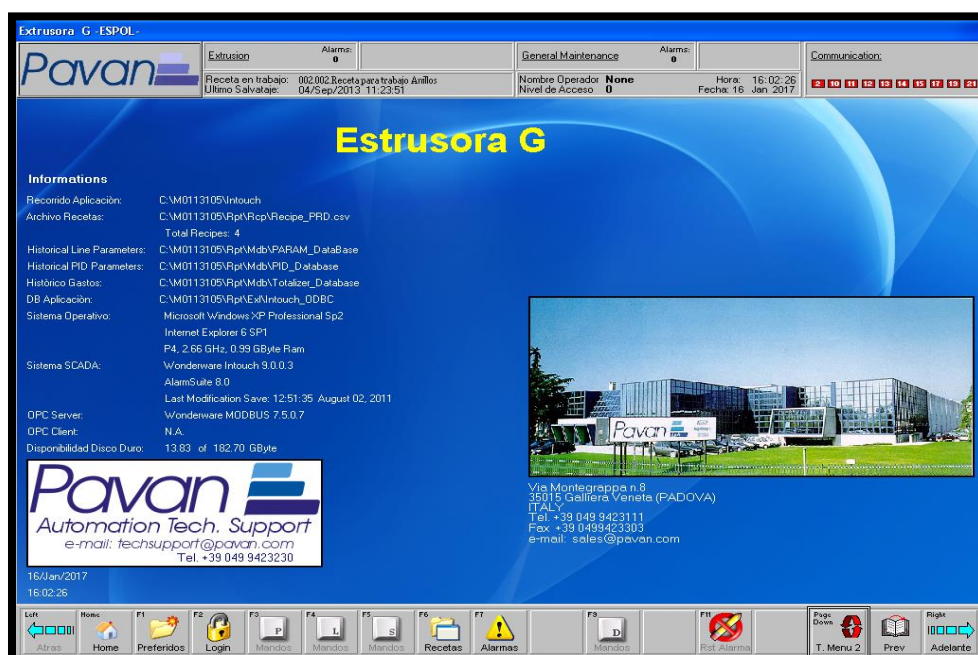 Extrusora G -ESPOL-
Pavan
Extrusion
Alarms:
0
General Maintenance
Alarms:
0
Communication:
Receta en trabajo: 002.002.Receta para trabajo Anillos
Ultimo Salvataje: 04/Sep/2013 11:23:51
Nombre Operador None
Nivel de Acceso 0
Hora: 16:02:26
Fecha: 16 Jan 2017
2 10 11 12 13 14 15 17 19 21
Estrusora G
Informations
Recorrido Aplicaciòn: C:\M0113105\Intouch
Archivo Recetas: C:\M0113105\Rpt\Rcp\Recipe_PRD.csv
Total Recipes: 4
Historical Line Parameters: C:\M0113105\Rpt\Mdb\PARAM_DataBase
Historical PID Parameters: C:\M0113105\Rpt\Mdb\PID_Database
Històrico Gastos: C:\M0113105\Rpt\Mdb\Totalizer_Database
DB Aplicaciòn: C:\M0113105\Rpt\Exl\Intouch_ODBC
Sistema Operativo: Microsoft Windows XP Professional Sp2
Internet Explorer 6 SP1
P4, 2.66 GHz, 0.99 GByte Ram
Sistema SCADA: Wonderware Intouch 9.0.0.3
AlarmSuite 8.0
Last Modification Save: 12:51:35 August 02, 2011
OPC Server: Wonderware MODBUS 7.5.0.7
OPC Client: N.A.
Disponibilidad Disco Duro: 13.83 of 182.70 GByte
Pavan
Automation Tech. Support
e-mail: techsupport@pavan.com
Tel. +39 049 9423230
Pavan
Via Montegrappa n.8
35015 Galliera Veneta (PADOVA)
ITALY
Tel. +39 049 9423111
Fax +39 0499423303
e-mail: sales@pavan.com
16/Jan/2017
16:02:26
Left
Atras
Home
Home
F1
Preferidos
F2
Login
F3
P
Mandos
F4
L
Mandos
F5
S
Mandos
F6
Recetas
F7
Alarmas
F9
D
Mandos
F11
Rst Alarma
Page Down
T. Menu 2
Prev
Right
Adelante